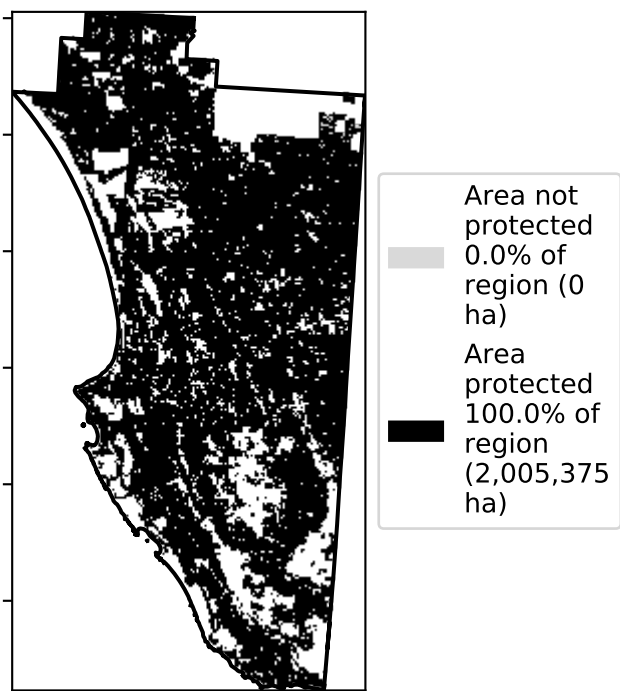 Area not
protected
0.0% of
region (0
ha)
Area
protected
100.0% of
region
(2,005,375
ha)